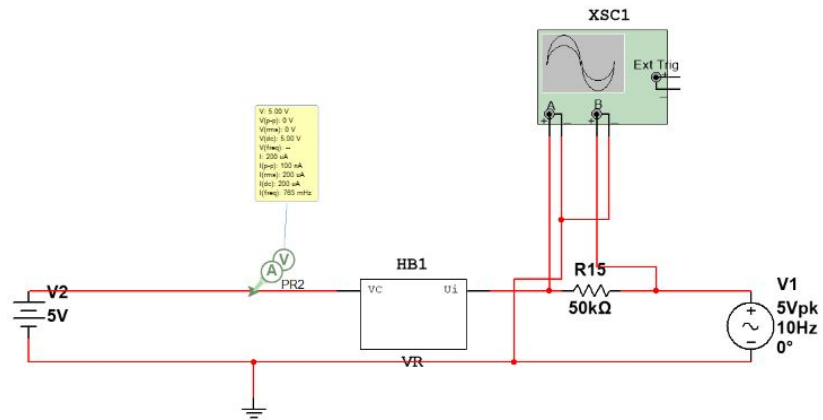 XSC1
Ext Trig
+
-
A
B
+
-
+
-
V: 5.00 V
V(p-p): 0 V
V(rms): 0 V
V(dc): 5.00 V
V(freq): --
I: 200 uA
I(p-p): 100 nA
I(rms): 200 uA
I(dc): 200 uA
I(freq): 765 mHz
A
V
PR2
V2
5V
HB1
VC
Ui
VR
R15
50kΩ
V1
5Vpk
10Hz
0°